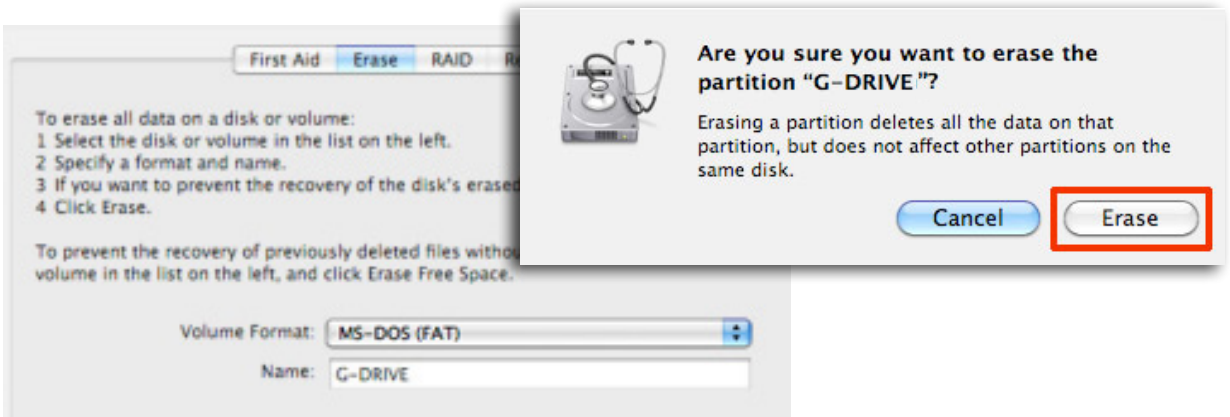 First Aid Erase RAID
To erase all data on a disk or volume:
1 Select the disk or volume in the list on the left.
2 Specify a format and name.
3 If you want to prevent the recovery of the disk's erased
4 Click Erase.
To prevent the recovery of previously deleted files
volume in the list on the left, and click Erase Free Space.
Volume Format: MS-DOS (FAT)
Name: G-DRIVE
Are you sure you want to erase the
partition “G-DRIVE”?
Erasing a partition deletes all the data on that
partition, but does not affect other partitions on the
same disk.
Cancel Erase